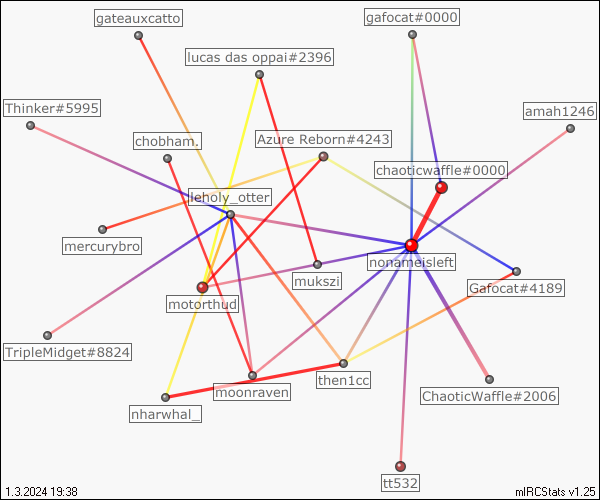 gateauxcatto
gafocat#0000
lucas das oppai#2396
Thinker#5995
amah1246
chobham.
Azure Reborn#4243
chaoticwaffle#0000
leholy_otter
mercurybro
nonameisleft
mukszi
Gafocat#4189
motorthud
TripleMidget#8824
then1cc
moonraven
ChaoticWaffle#2006
nharwhal_
tt532
1.3.2024 19:38
mIRCStats v1.25